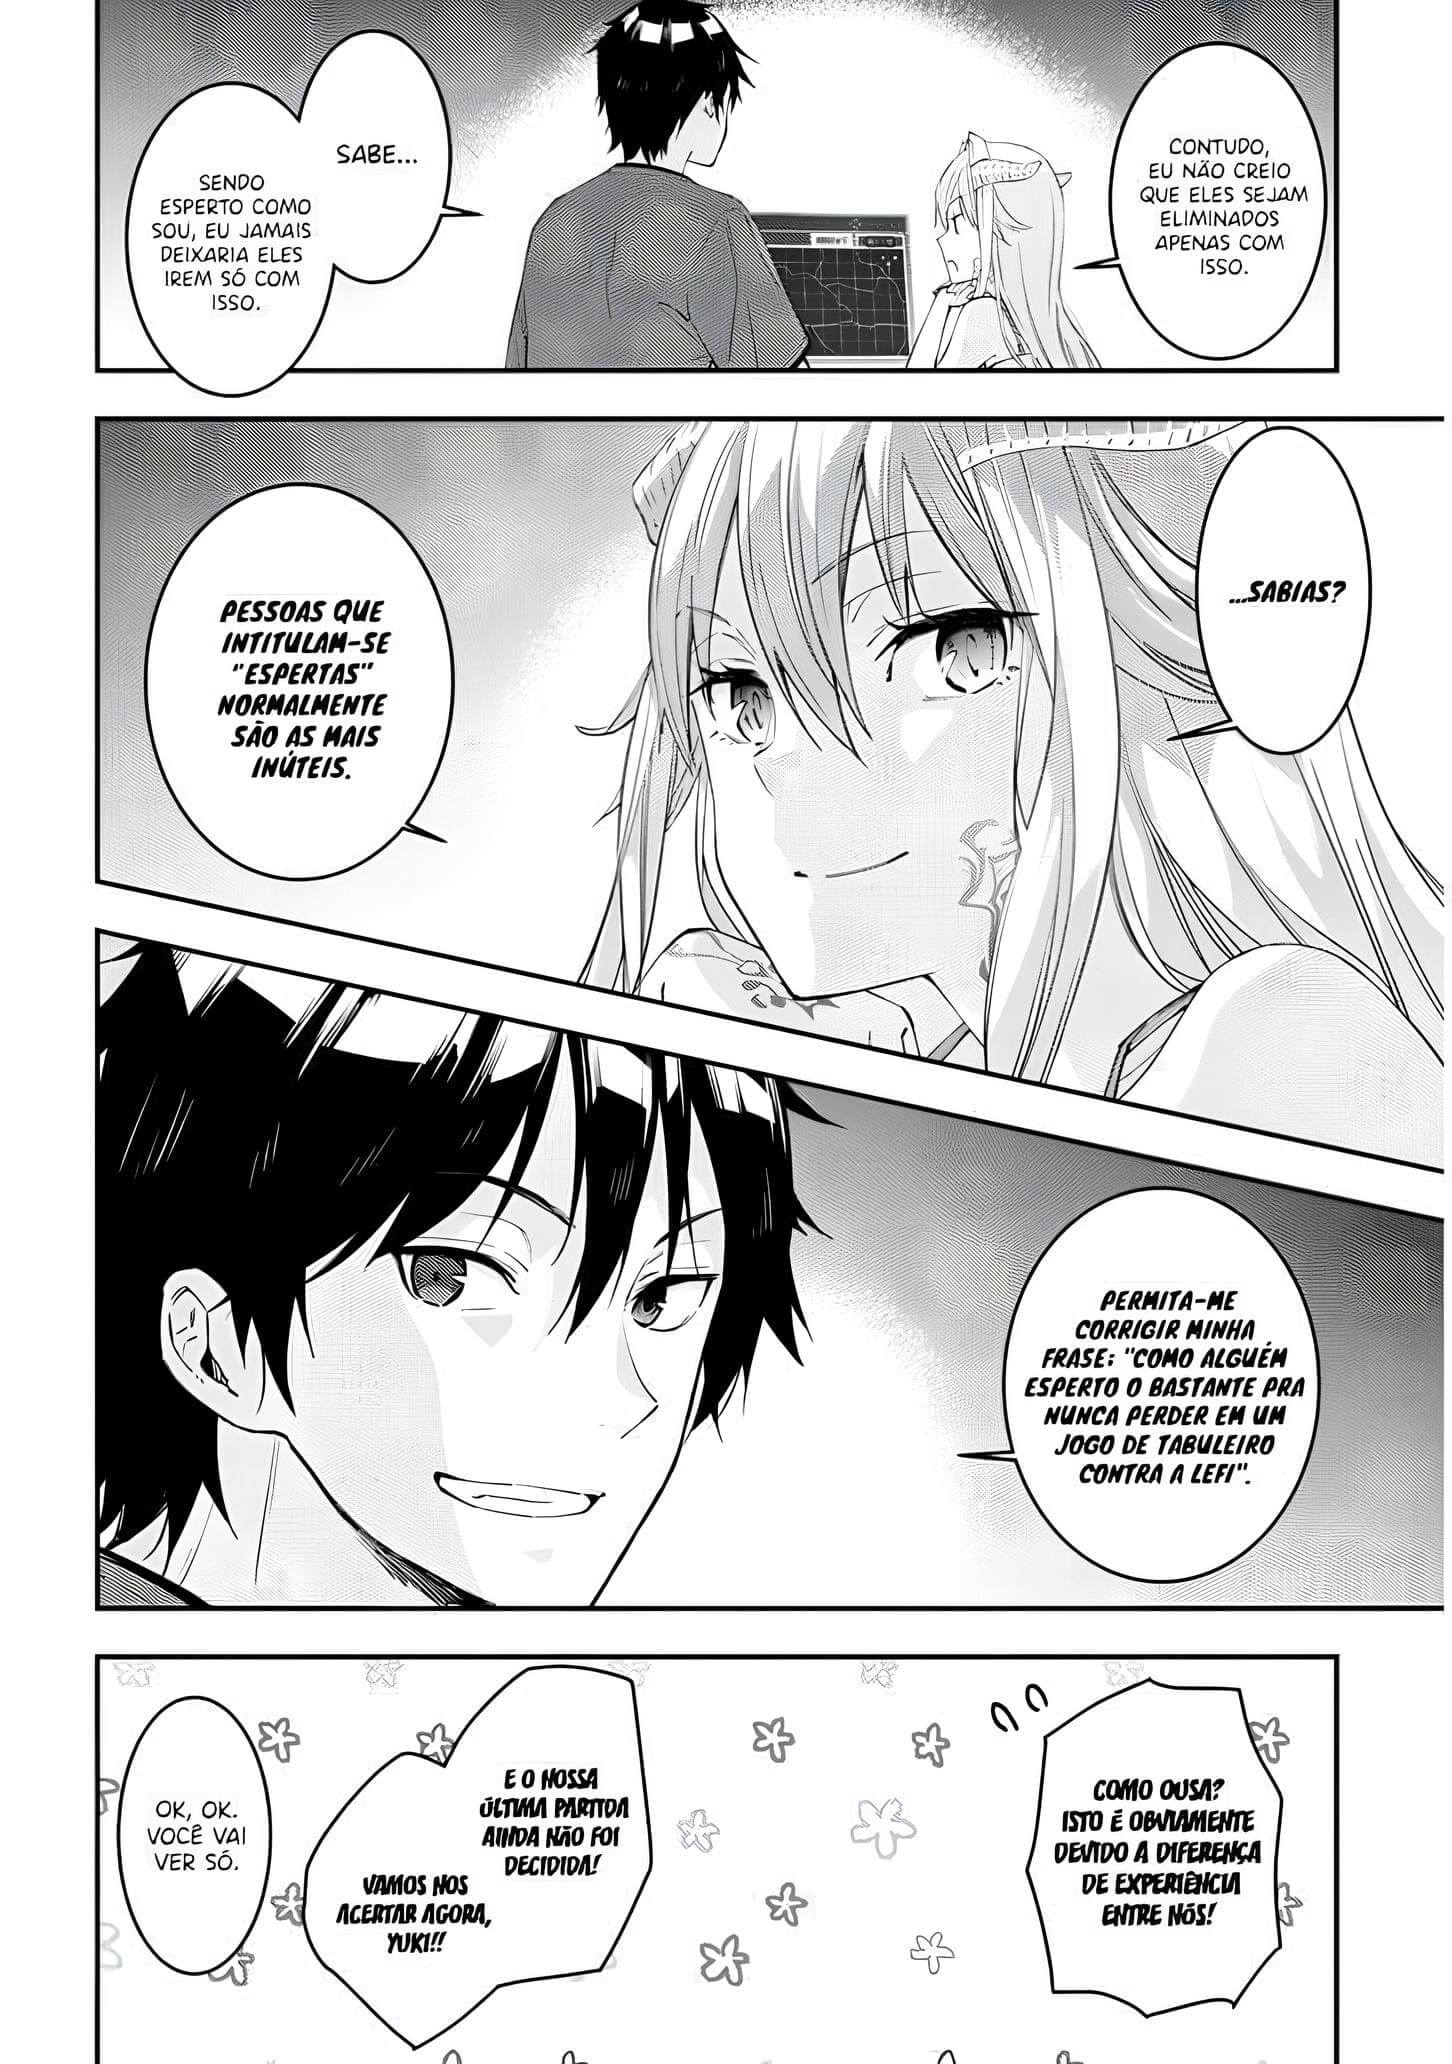 CONTUDO,
EU NÃO CREIO
QUE ELES SEJAM
ELIMINADOS
APENAS COM
ISSO.
SABE...
SENDO
ESPERTO COMO
SOU, EU JAMAIS
DEIXARIA ELES
IREM SÓ COM
ISSO.
...SABIAS?
PESSOAS QUE
INTITULAM-SE
"ESPERTAS"
NORMALMENTE
SÃO AS MAIS
INÚTEIS.
PERMITA-ME
CORRIGIR MINHA
FRASE: "COMO ALGUÉM
ESPERTO O BASTANTE PRA
NUNCA PERDER EM UM
JOGO DE TABULEIRO
CONTRA A LEFI".
COMO OUSA?
ISTO É OBVIAMENTE
DEVIDO A DIFERENÇA
DE EXPERIÊNCIA
ENTRE NÓS!
E O NOSSA
ÚLTIMA PARTIDA
AINDA NÃO FOI
DECIDIDA!
VAMOS NOS
ACERTAR AGORA,
YUKI!!
OK, OK.
VOCÊ VAI
VER SÓ.